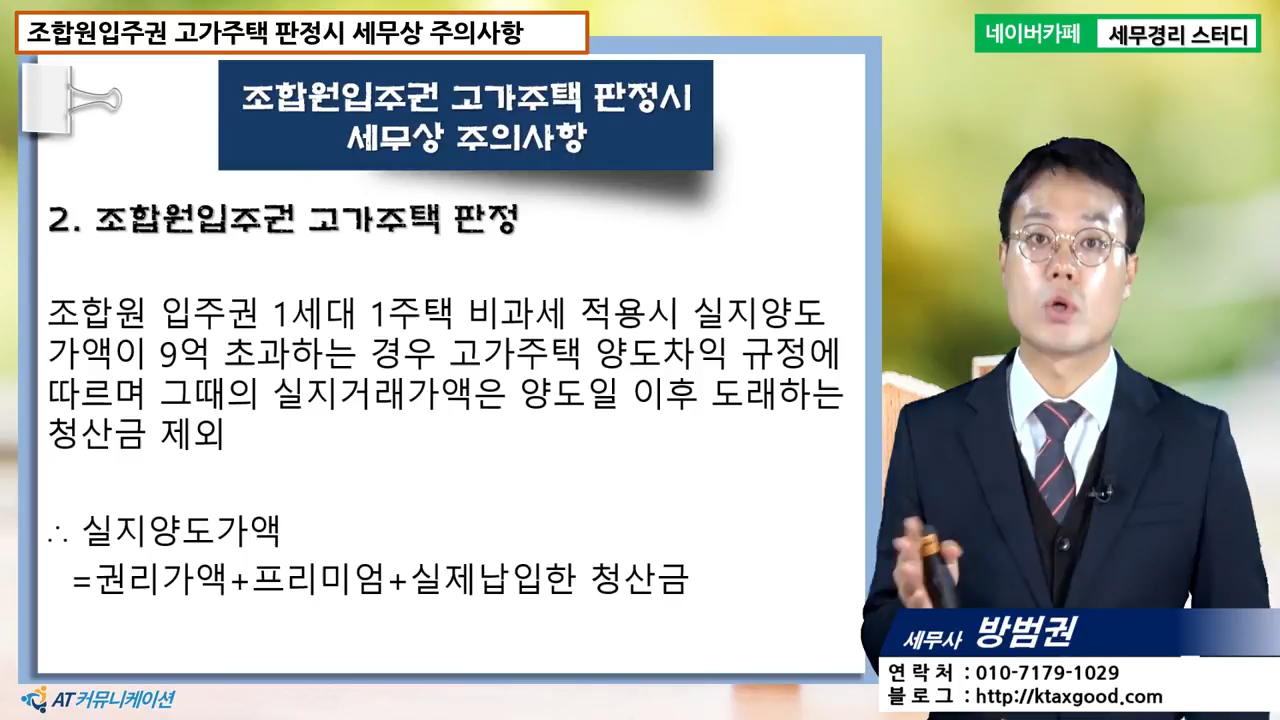 조합원입주권 고가주택 판정시 세무상 주의사항
네이버카페 세무경리 스터디
조합원입주권 고가주택 판정시
세무상 주의사항
2. 조합원입주권 고가주택 판정
조합원 입주권 1세대 1주택 비과세 적용시 실지양도
가액이 9억 초과하는 경우 고가주택 양도차익 규정에
따르며 그때의 실지거래가액은 양도일 이후 도래하는
청산금 제외
∴ 실지양도가액
=권리가액+프리미엄+실제납입한 청산금
세무사 방범권
연락처 : 010-7179-1029
블로그 : http://ktaxgood.com
AT커뮤니케이션